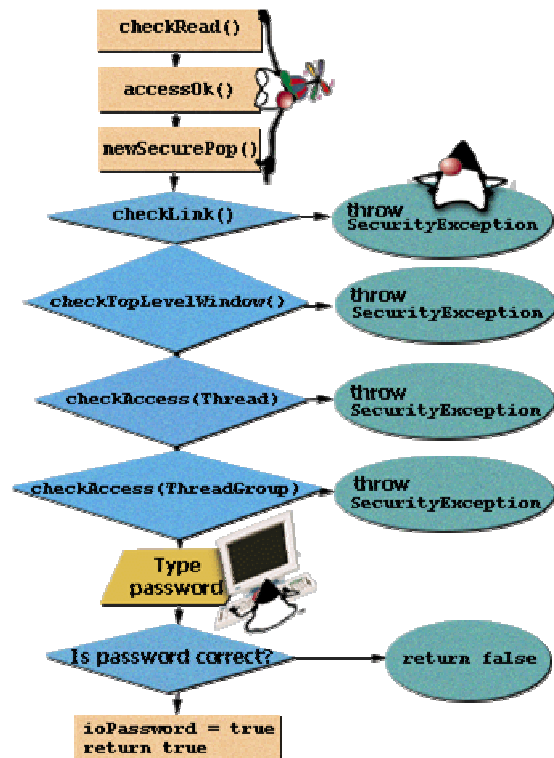 checkRead()
accessOk()
newSecurePop()
checkLink()
throw
SecurityException
checkTopLevelWindow()
throw
SecurityException
checkAccess(Thread)
throw
SecurityException
checkAccess(ThreadGroup)
throw
SecurityException
Type
password
Is password correct?
return false
ioPassword = true
return true